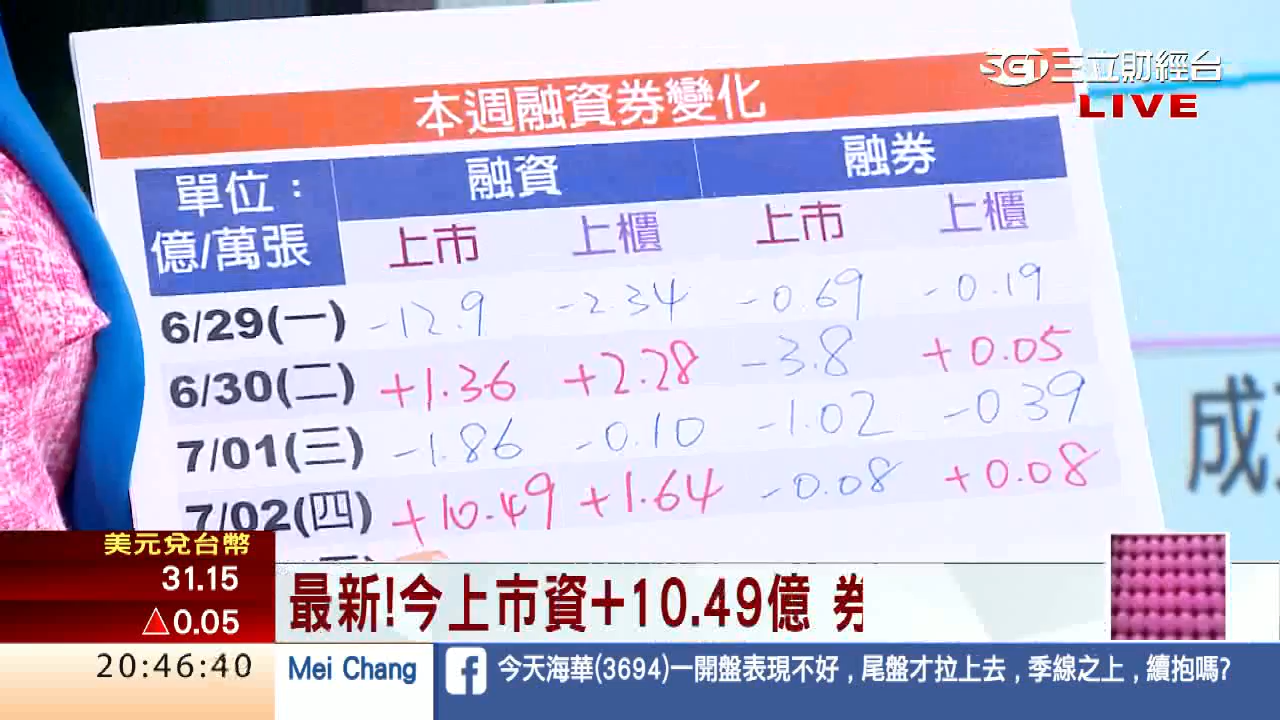 SET三立財經台
LIVE
本週融資券變化
單位： 融資 融券
億/萬張 上市 上櫃 上市 上櫃
6/29(一) -12.9 -2.34 -0.69 -0.19
6/30(二) +1.36 +2.28 -3.8 +0.05
7/01(三) -1.86 -0.10 -1.02 -0.39
7/02(四) +10.49 +1.64 -0.08 +0.08
成
美元兌台幣
31.15
△0.05
最新!今上市資+10.49億 券
20:46:40 Mei Chang 今天海華(3694)一開盤表現不好，尾盤才拉上去，季線之上，續抱嗎?